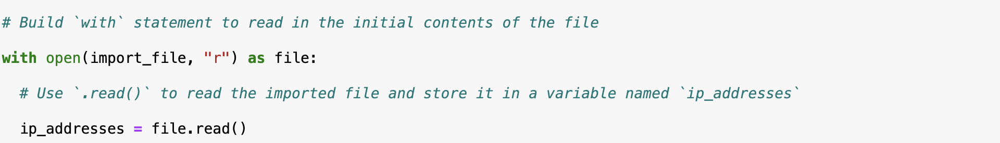 # Build `with` statement to read in the initial contents of the file
with open(import_file, "r") as file:
  # Use `.read()` to read the imported file and store it in a variable named `ip_addresses`
  ip_addresses = file.read()